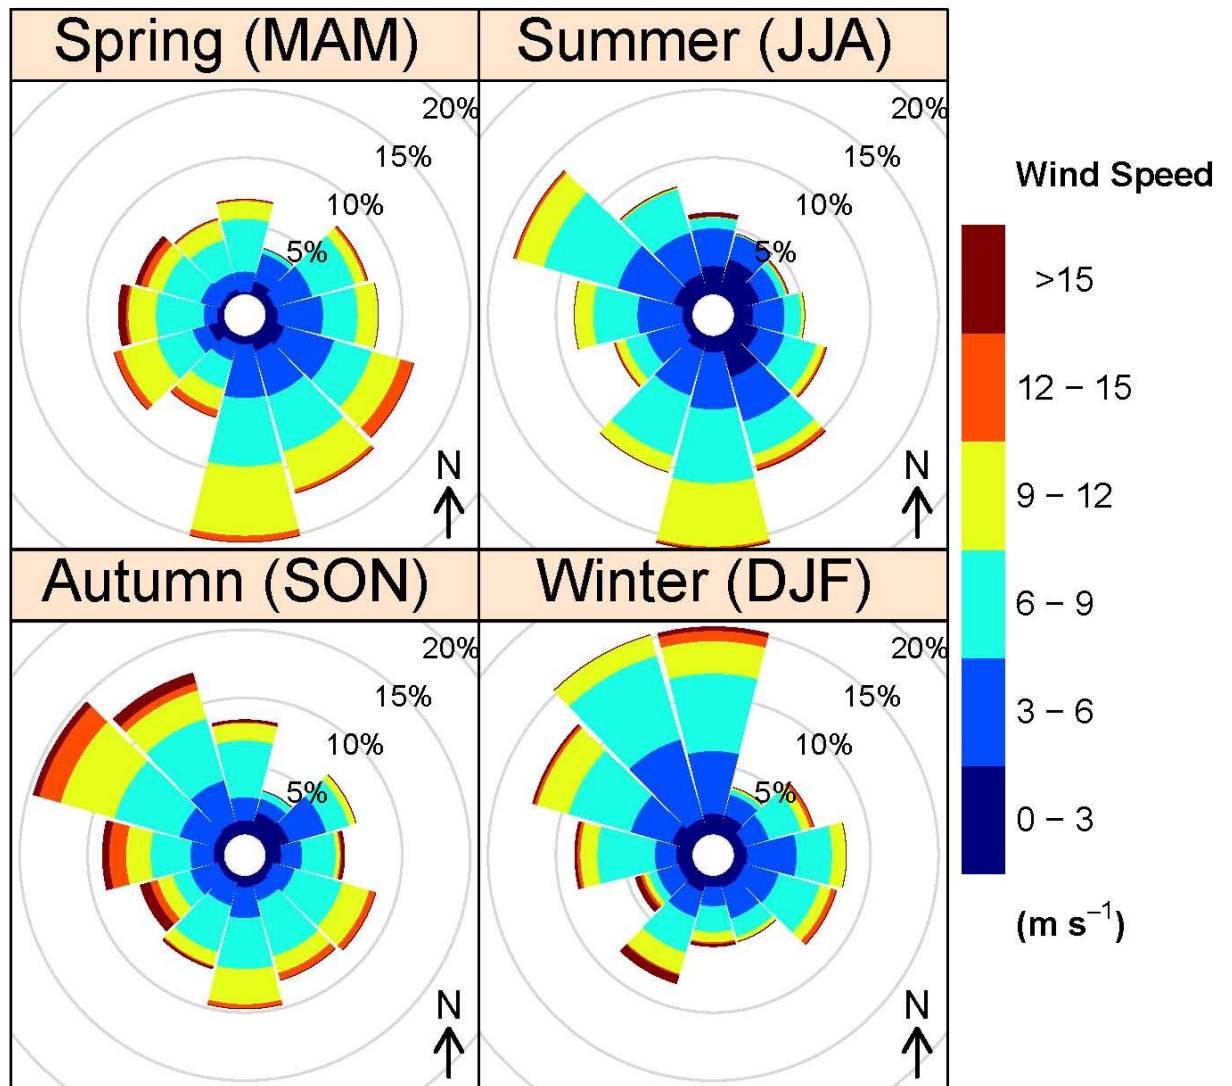 Spring (MAM)
20%
15%
10%
5%
N
Summer (JJA)
20%
15%
10%
5%
N
Autumn (SON)
20%
15%
10%
5%
N
Winter (DJF)
20%
15%
10%
5%
N
Wind Speed
>15
12 – 15
9 – 12
6 – 9
3 – 6
0 – 3
(m s⁻¹)